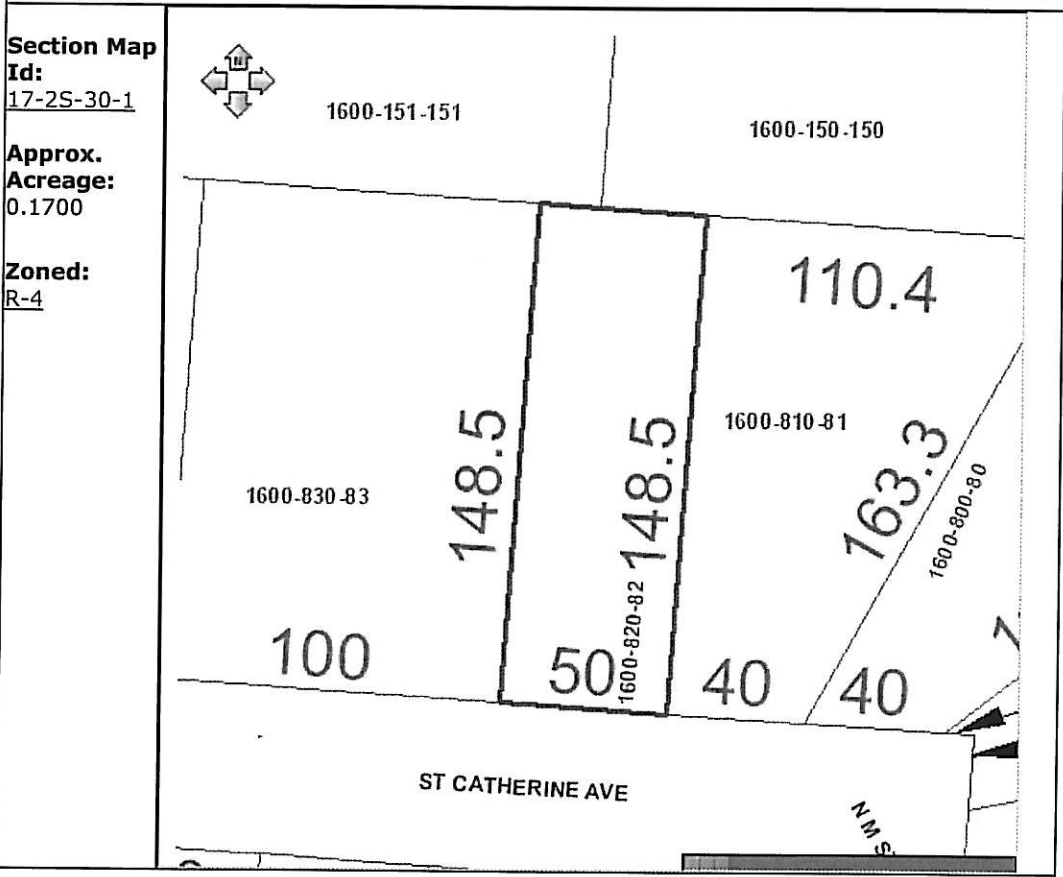 Section Map
Id:
17-2S-30-1
Approx.
Acreage:
0.1700
Zoned:
R-4
N
1600-151-151
1600-150-150
110.4
1600-810-81
148.5
148.5
163.3
1600-800-80
1600-830-83
1600-820-82
100
50
40
40
ST CATHERINE AVE